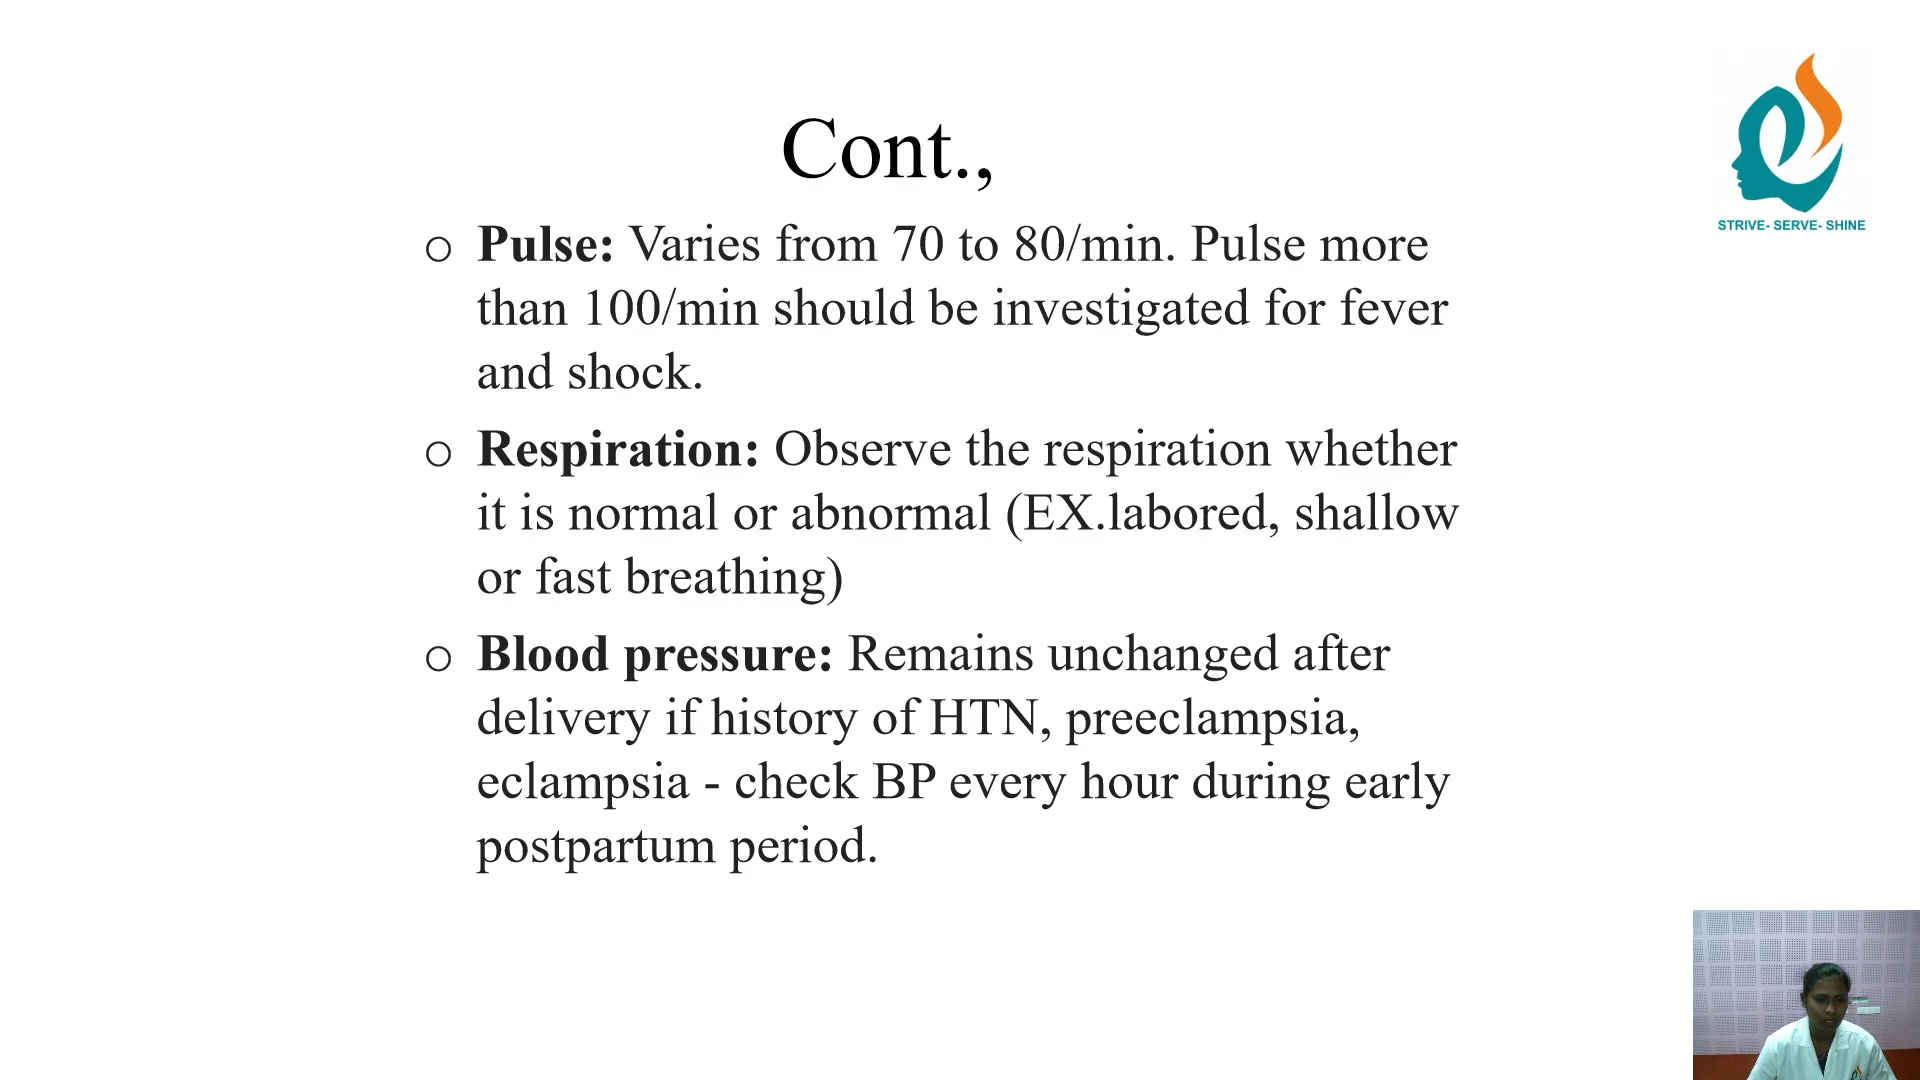 Cont.,
STRIVE- SERVE- SHINE
Pulse: Varies from 70 to 80/min. Pulse more
than 100/min should be investigated for fever
and shock.
Respiration: Observe the respiration whether
it is normal or abnormal (EX.labored, shallow
or fast breathing)
Blood pressure: Remains unchanged after
delivery if history of HTN, preeclampsia,
eclampsia - check BP every hour during early
postpartum period.